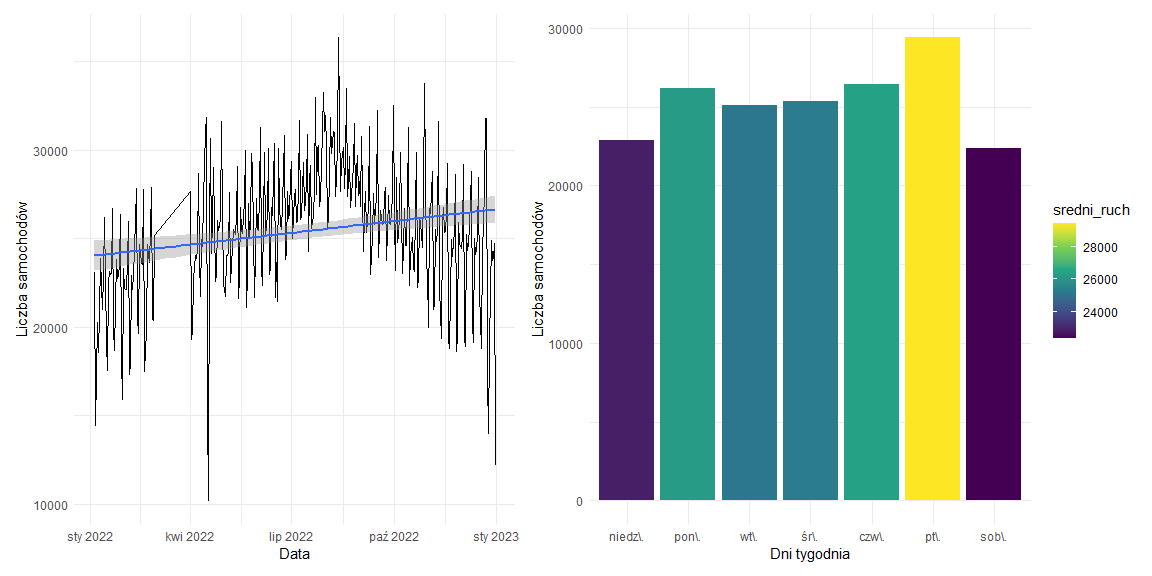 Liczba samochodów
30000
20000
10000
sty 2022
kwi 2022
lip 2022
paź 2022
sty 2023
Data
Liczba samochodów
30000
20000
10000
0
niedz\.
pon\.
wt\.
śr\.
czw\.
pt\.
sob\.
Dni tygodnia
sredni_ruch
28000
26000
24000